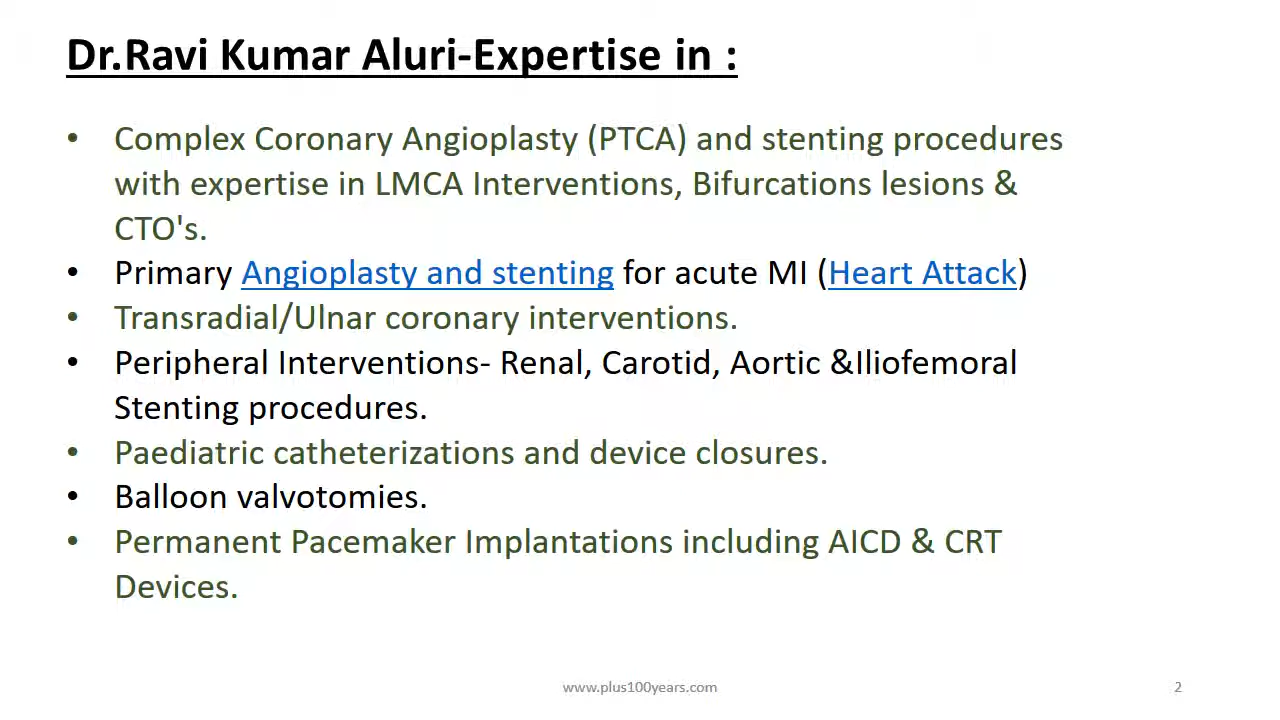 Dr.Ravi Kumar Aluri-Expertise in :
• Complex Coronary Angioplasty (PTCA) and stenting procedures
with expertise in LMCA Interventions, Bifurcations lesions &
CTO's.
• Primary Angioplasty and stenting for acute MI (Heart Attack)
• Transradial/Ulnar coronary interventions.
• Peripheral Interventions- Renal, Carotid, Aortic &Iliofemoral
Stenting procedures.
• Paediatric catheterizations and device closures.
• Balloon valvotomies.
• Permanent Pacemaker Implantations including AICD & CRT
Devices.
www.plus100years.com
2